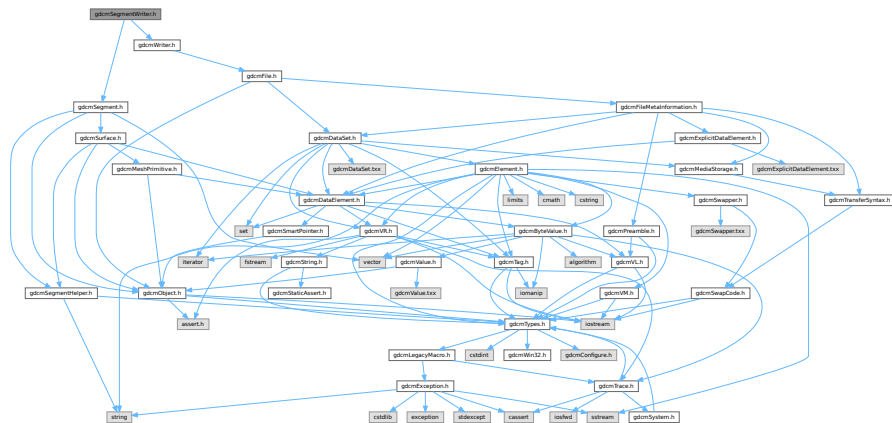 gdcmSegmentWriter.h
gdcmWriter.h
gdcmFile.h
gdcmSegment.h
gdcmFileMetaInformation.h
gdcmSurface.h
gdcmDataSet.h
gdcmExplicitDataElement.h
gdcmMeshPrimitive.h
gdcmDataSet.txx
gdcmElement.h
gdcmMediaStorage.h
gdcmExplicitDataElement.txx
gdcmDataElement.h
limits
cmath
cstring
gdcmSwapper.h
gdcmTransferSyntax.h
set
gdcmSmartPointer.h
gdcmVR.h
gdcmByteValue.h
gdcmPreamble.h
gdcmSwapper.txx
iterator
fstream
gdcmString.h
vector
gdcmValue.h
gdcmTag.h
algorithm
gdcmVL.h
gdcmSegmentHelper.h
gdcmObject.h
gdcmStaticAssert.h
gdcmValue.txx
iomanip
gdcmVM.h
gdcmSwapCode.h
assert.h
gdcmTypes.h
iostream
gdcmLegacyMacro.h
cstdint
gdcmWin32.h
gdcmConfigure.h
gdcmException.h
gdcmTrace.h
string
cstdlib
exception
stdexcept
cassert
iosfwd
sstream
gdcmSystem.h